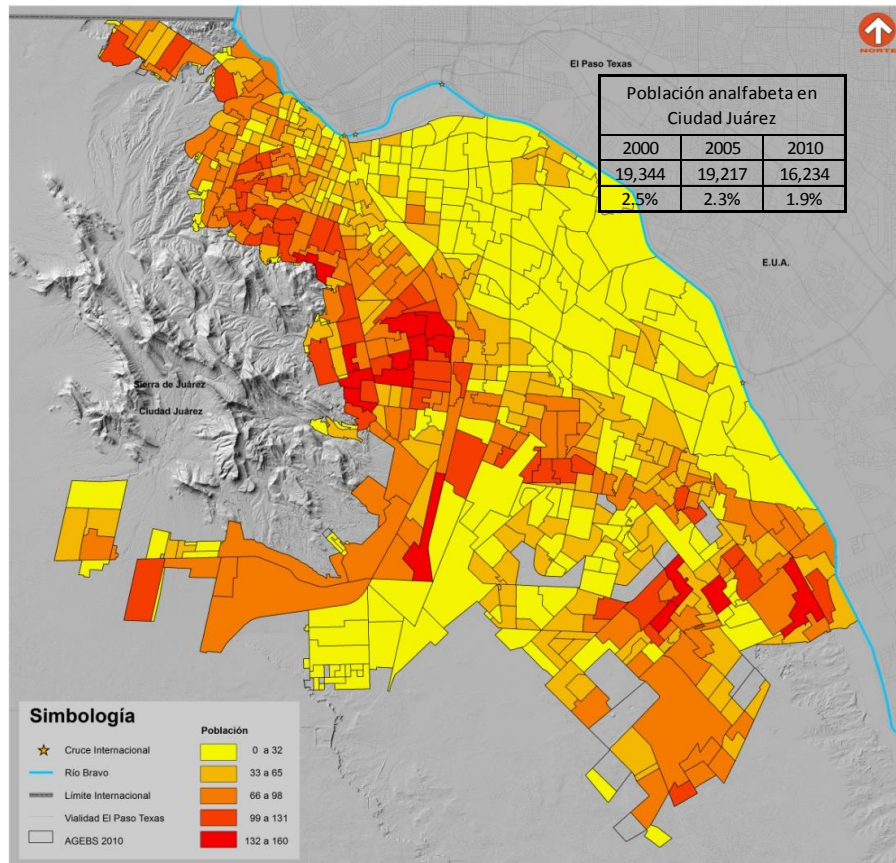 NORTE
El Paso Texas
Población analfabeta en
Ciudad Juárez
2000 2005 2010
19,344 19,217 16,234
2.5% 2.3% 1.9%
E.U.A.
Sierra de Juárez
Ciudad Juárez
Simbología
Población
Cruce Internacional
Río Bravo
Límite Internacional
Vialidad El Paso Texas
AGEBS 2010
0 a 32
33 a 65
66 a 98
99 a 131
132 a 160